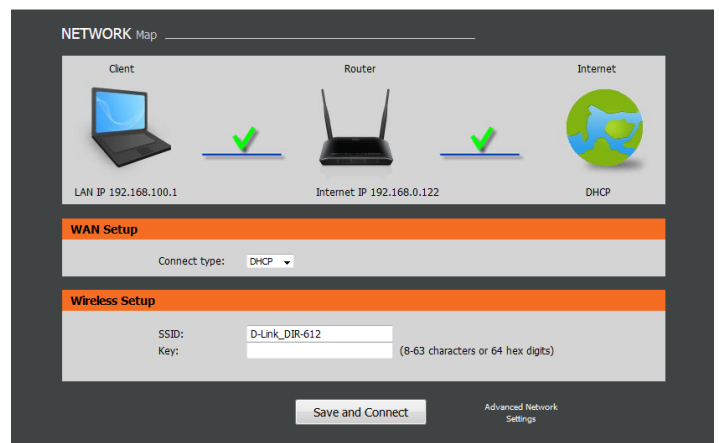 NETWORK Map
Client Router Internet
LAN IP 192.168.100.1 Internet IP 192.168.0.122 DHCP
WAN Setup
Connect type: DHCP
Wireless Setup
SSID: D-Link_DIR-612
Key: (8-63 characters or 64 hex digits)
Save and Connect
Advanced Network
Settings